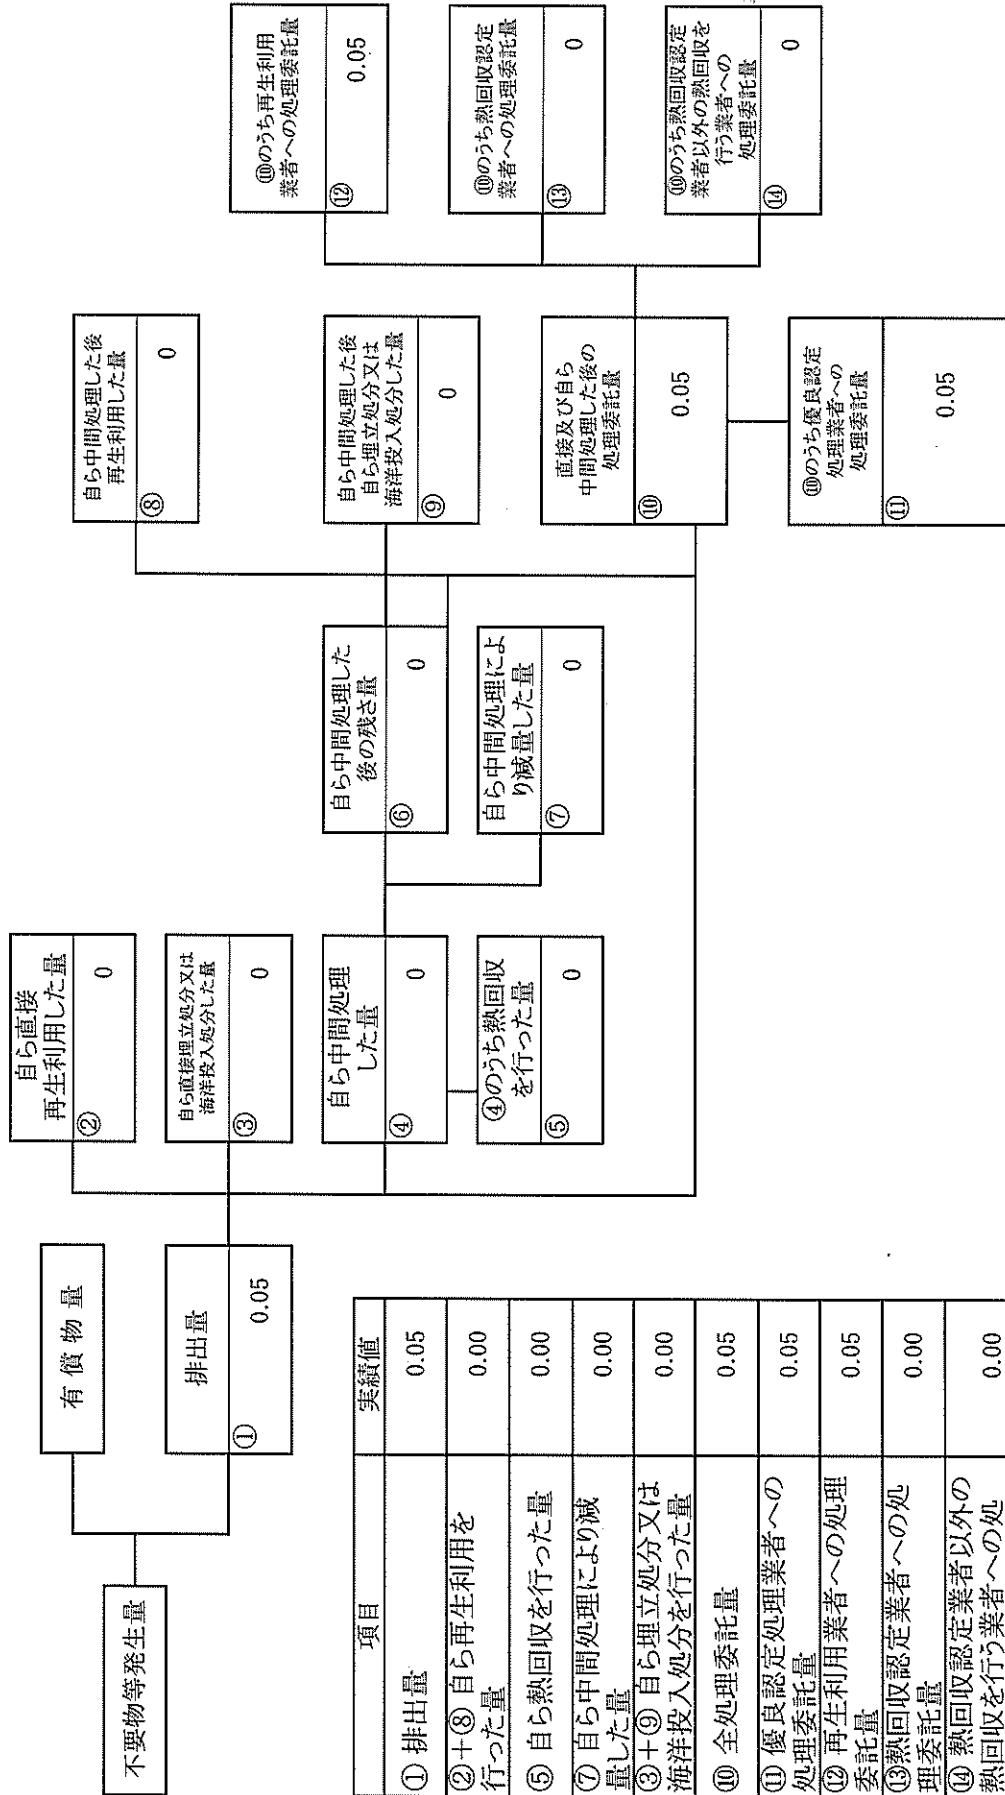 不要物等発生量
有償物量
排出量
①
0.05
自ら直接
再生利用した量
②
0
自ら直接埋立処分又は
海洋投入処分した量
③
0
自ら中間処理
した量
④
0
④のうち熱回収
を行った量
⑤
0
自ら中間処理した
後の残さ量
⑥
0
自ら中間処理によ
り減量した量
⑦
0
自ら中間処理した後
再生利用した量
⑧
0
自ら中間処理した後
自ら埋立処分又は
海洋投入処分した量
⑨
0
直接及び自ら
中間処理した後の
処理委託量
⑩
0.05
⑩のうち優良認定
処理業者への
処理委託量
⑪
0.05
⑩のうち再生利用
業者への処理委託量
⑫
0.05
⑩のうち熱回収認定
業者への処理委託量
⑬
0
⑩のうち熱回収認定
業者以外の熱回収を
行う業者への
処理委託量
⑭
0
項目 実績値
①排出量 0.05
②+⑧自ら再生利用を
行った量 0.00
⑤自ら熱回収を行った量 0.00
⑦自ら中間処理により減
量した量 0.00
③+⑨自ら埋立処分又は
海洋投入処分を行った量 0.00
⑩全処理委託量 0.05
⑪優良認定処理業者への
処理委託量 0.05
⑫再生利用業者への処理
委託量 0.05
⑬熱回収認定業者への処
理委託量 0.00
⑭熱回収認定業者以外の
熱回収を行う業者への処 0.00